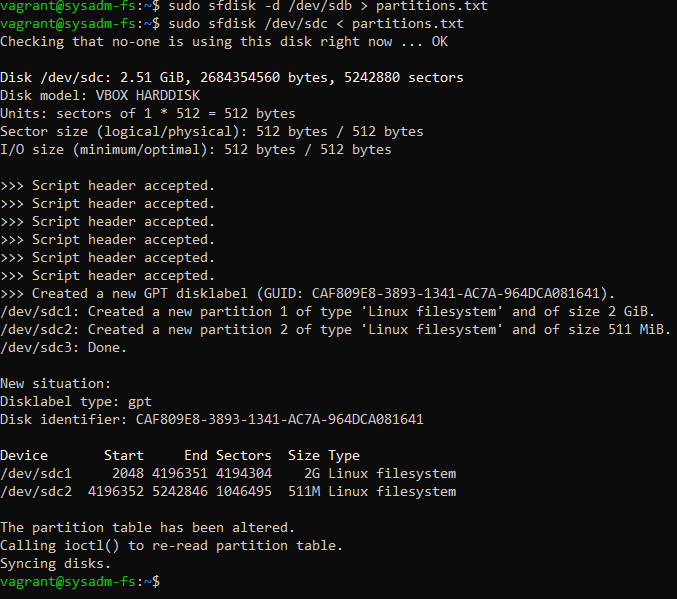 vagrant@sysadm-fs:~$ sudo sfdisk -d /dev/sdb > partitions.txt
vagrant@sysadm-fs:~$ sudo sfdisk /dev/sdc < partitions.txt
Checking that no-one is using this disk right now ... OK

Disk /dev/sdc: 2.51 GiB, 2684354560 bytes, 5242880 sectors
Disk model: VBOX HARDDISK
Units: sectors of 1 * 512 = 512 bytes
Sector size (logical/physical): 512 bytes / 512 bytes
I/O size (minimum/optimal): 512 bytes / 512 bytes

>>> Script header accepted.
>>> Script header accepted.
>>> Script header accepted.
>>> Script header accepted.
>>> Script header accepted.
>>> Script header accepted.
>>> Created a new GPT disklabel (GUID: CAF809E8-3893-1341-AC7A-964DCA081641).
/dev/sdc1: Created a new partition 1 of type 'Linux filesystem' and of size 2 GiB.
/dev/sdc2: Created a new partition 2 of type 'Linux filesystem' and of size 511 MiB.
/dev/sdc3: Done.

New situation:
Disklabel type: gpt
Disk identifier: CAF809E8-3893-1341-AC7A-964DCA081641

Device       Start     End Sectors  Size Type
/dev/sdc1     2048 4196351 4194304    2G Linux filesystem
/dev/sdc2  4196352 5242846 1046495  511M Linux filesystem

The partition table has been altered.
Calling ioctl() to re-read partition table.
Syncing disks.
vagrant@sysadm-fs:~$